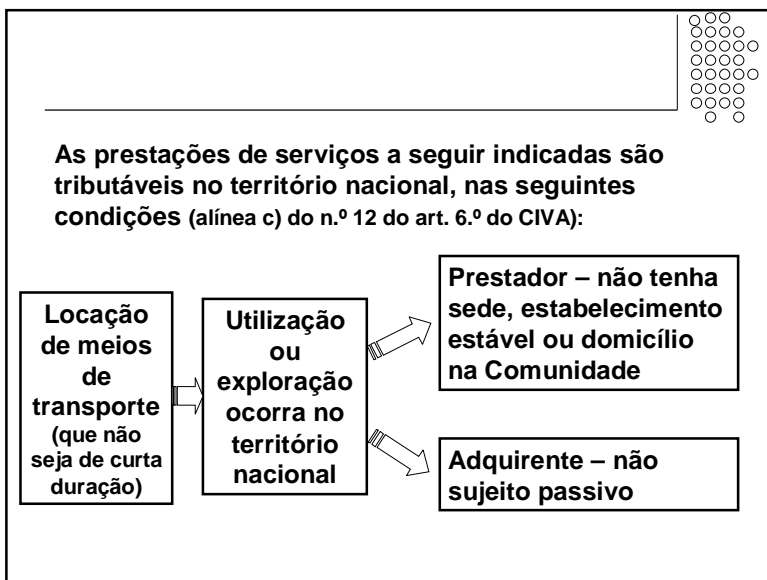 As prestações de serviços a seguir indicadas são
tributáveis no território nacional, nas seguintes
condições (alínea c) do n.º 12 do art. 6.º do CIVA):
Locação
de meios
de
transporte
(que não
seja de curta
duração)
Utilização
ou
exploração
ocorra no
território
nacional
Prestador – não tenha
sede, estabelecimento
estável ou domicílio
na Comunidade
Adquirente – não
sujeito passivo